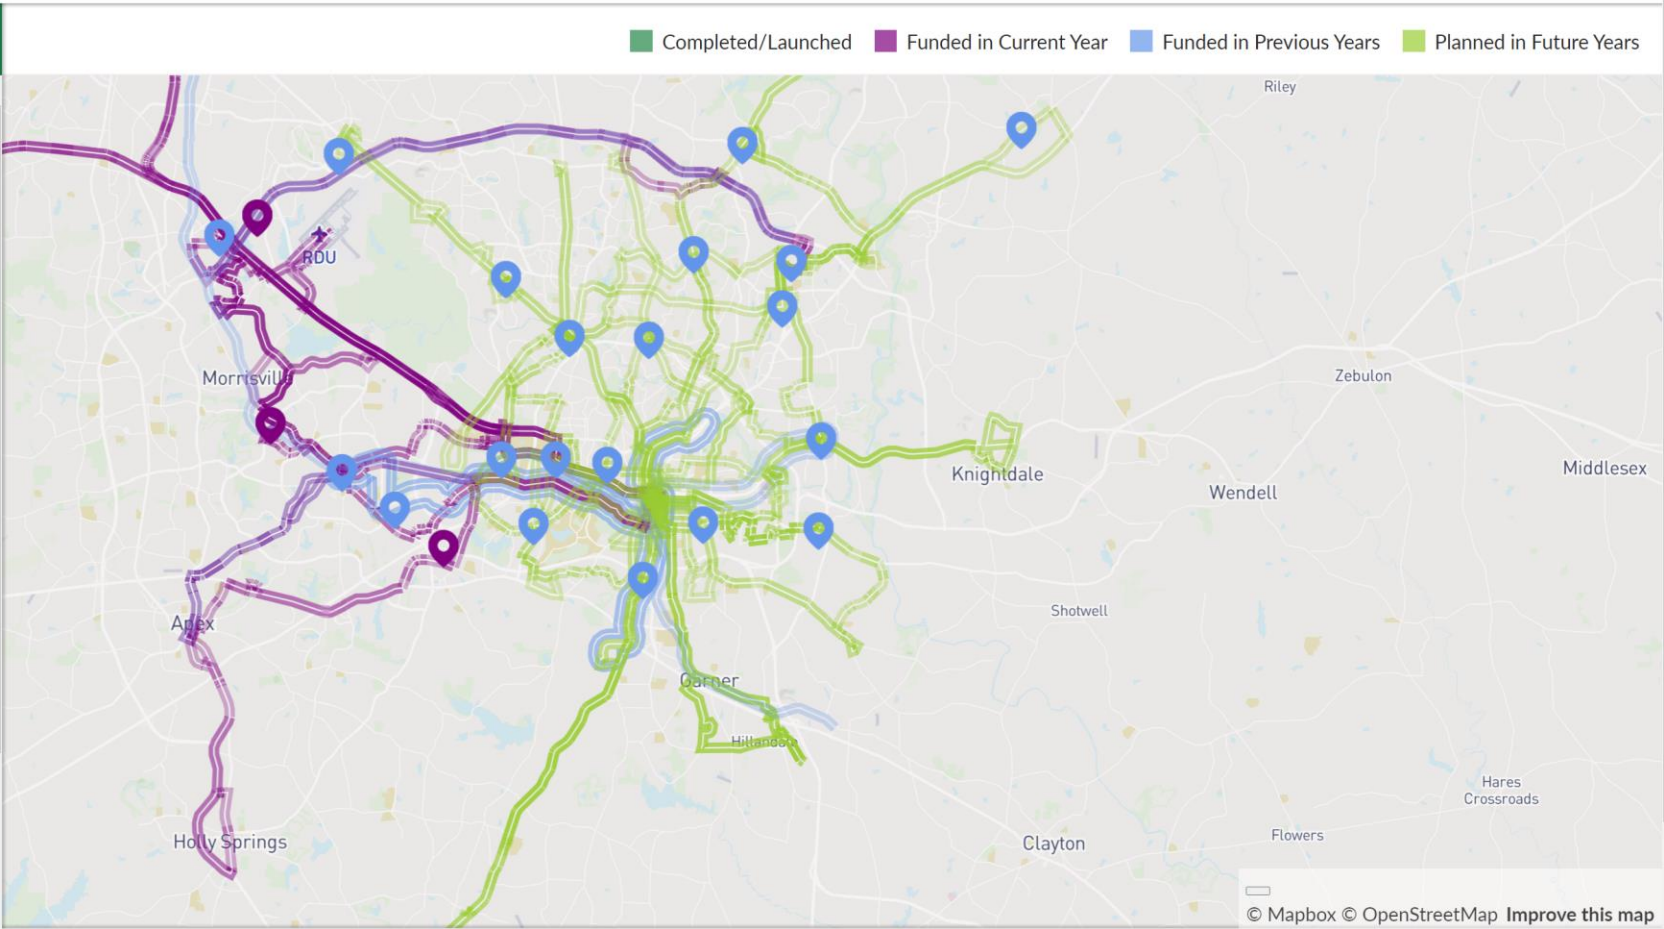 Completed/Launched Funded in Current Year Funded in Previous Years Planned in Future Years
Riley
RDU
Morrisville
Zebulon
Knightdale
Middlesex
Wendell
Shotwell
Apex
Garner
Hillandale
Hares
Crossroads
Holly Springs
Flowers
Clayton
© Mapbox © OpenStreetMap Improve this map